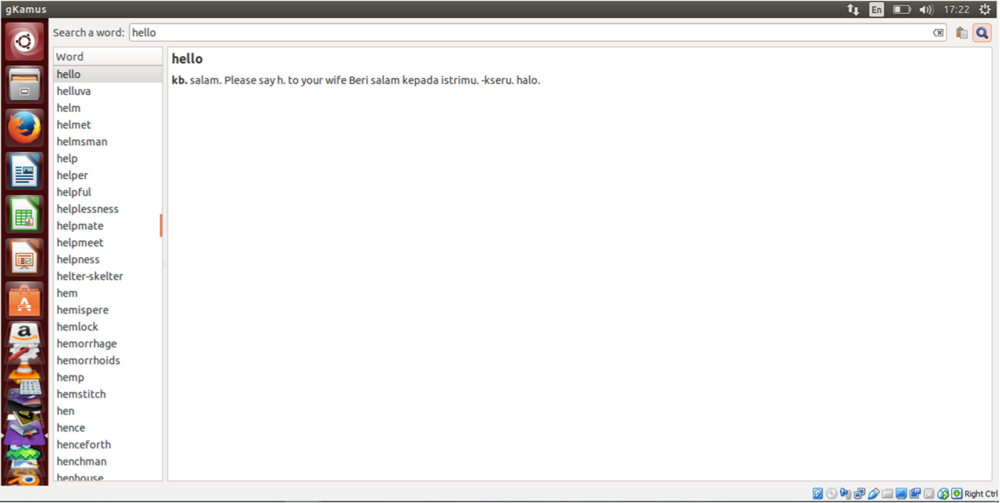 gKamus
En
17:22
Search a word: hello
Word
hello
helluva
helm
helmet
helmsman
help
helper
helpful
helplessness
helpmate
helpmeet
helpness
helter-skelter
hem
hemispere
hemlock
hemorrhage
hemorrhoids
hemp
hemstitch
hen
hence
henceforth
henchman
henhouse
hello
kb. salam. Please say h. to your wife Beri salam kepada istrimu. -kseru. halo.
a
Right Ctrl